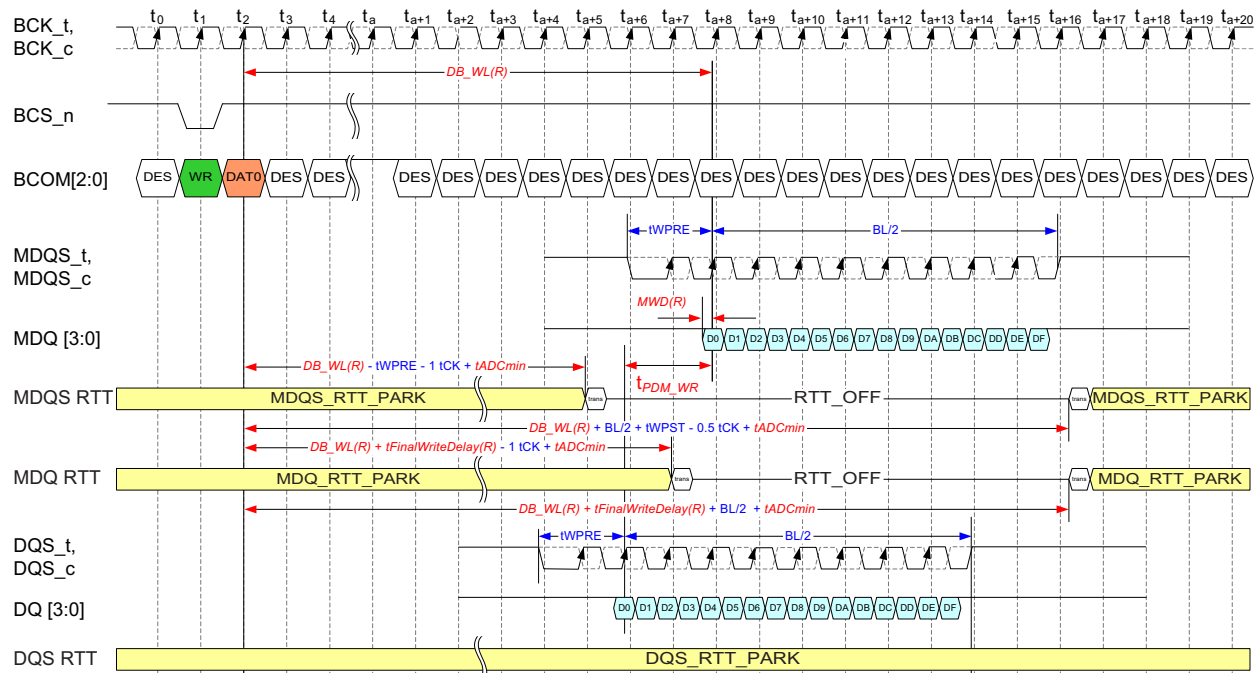 t0 t1 t2 t3 t4 ta ta+1 ta+2 ta+3 ta+4 ta+5 ta+6 ta+7 ta+8 ta+9 ta+10 ta+11 ta+12 ta+13 ta+14 ta+15 ta+16 ta+17 ta+18 ta+19 ta+20
BCK_t,
BCK_c
DB_WL(R)
BCS_n
BCOM[2:0] DES WR DAT0 DES DES DES DES DES DES DES DES DES DES DES DES DES DES DES DES DES DES DES DES DES DES
tWPRE BL/2
MDQS_t,
MDQS_c
MWD(R)
MDQ [3:0] D0 D1 D2 D3 D4 D5 D6 D7 D8 D9 DA DB DC DD DE DF
DB_WL(R) - tWPRE - 1 tCK + tADCmin
tPDM_WR
MDQS RTT MDQS_RTT_PARK trans RTT_OFF trans MDQS_RTT_PARK
DB_WL(R) + BL/2 + tWPST - 0.5 tCK + tADCmin
DB_WL(R) + tFinalWriteDelay(R) - 1 tCK + tADCmin
MDQ RTT MDQ_RTT_PARK trans RTT_OFF trans MDQ_RTT_PARK
DB_WL(R) + tFinalWriteDelay(R) + BL/2 + tADCmin
tWPRE BL/2
DQS_t,
DQS_c
DQ [3:0] D0 D1 D2 D3 D4 D5 D6 D7 D8 D9 DA DB DC DD DE DF
DQS RTT DQS_RTT_PARK